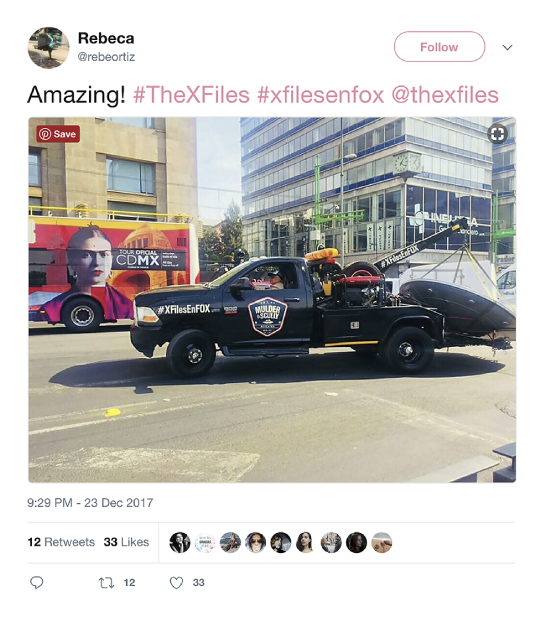 Rebeca
@rebeortiz
Follow
Amazing! #TheXFiles #xfilesenfox @thexfiles
Save
TOUR OFICIAL
CDMX
#XFilesEnFOX
#XFilesEnFOX
MULDER
&SCULLY
9:29 PM - 23 Dec 2017
12 Retweets 33 Likes
12
33